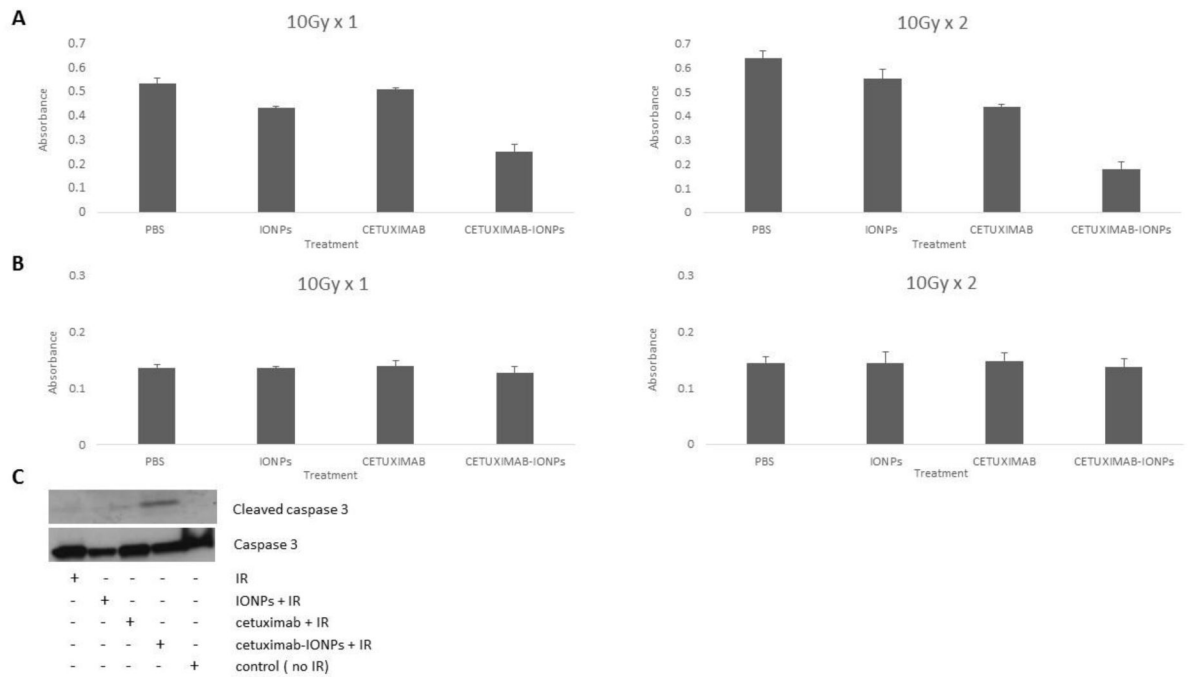 A
10Gy x 1
Absorbance
0.7
0.6
0.5
0.4
0.3
0.2
0.1
0
PBS IONPs CETUXIMAB CETUXIMAB-IONPs
Treatment
10Gy x 2
Absorbance
0.7
0.6
0.5
0.4
0.3
0.2
0.1
0
PBS IONPs CETUXIMAB CETUXIMAB-IONPs
Treatment
B
10Gy x 1
Absorbance
0.3
0.2
0.1
0
PBS IONPs CETUXIMAB CETUXIMAB-IONPs
Treatment
10Gy x 2
Absorbance
0.3
0.2
0.1
0
PBS IONPs CETUXIMAB CETUXIMAB-IONPs
Treatment
C
Cleaved caspase 3
Caspase 3
+ - - - - IR
- + - - - IONPs + IR
- - + - - cetuximab + IR
- - - + - cetuximab-IONPs + IR
- - - - + control ( no IR)